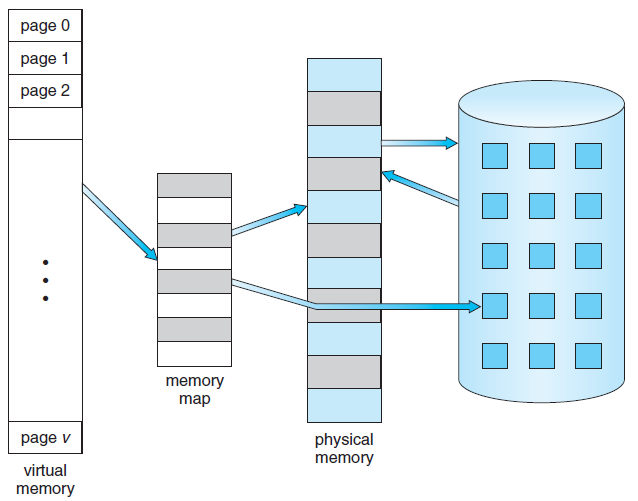 page 0
page 1
page 2
page v
virtual
memory
memory
map
physical
memory